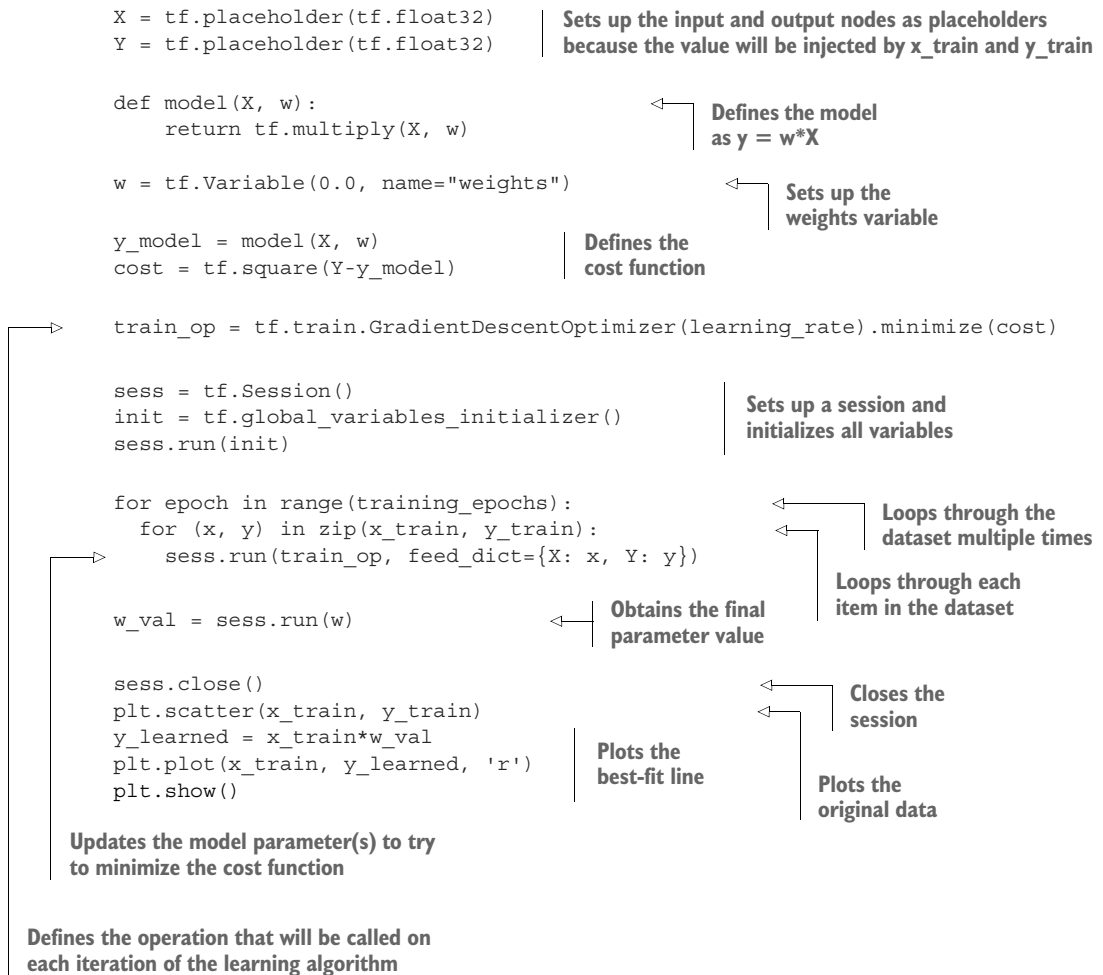 X = tf.placeholder(tf.float32)
Y = tf.placeholder(tf.float32)
Sets up the input and output nodes as placeholders
because the value will be injected by x_train and y_train
def model(X, w):
    return tf.multiply(X, w)
Defines the model
as y = w*X
w = tf.Variable(0.0, name="weights")
Sets up the
weights variable
y_model = model(X, w)
cost = tf.square(Y-y_model)
Defines the
cost function
train_op = tf.train.GradientDescentOptimizer(learning_rate).minimize(cost)
sess = tf.Session()
init = tf.global_variables_initializer()
sess.run(init)
Sets up a session and
initializes all variables
for epoch in range(training_epochs):
  for (x, y) in zip(x_train, y_train):
    sess.run(train_op, feed_dict={X: x, Y: y})
Loops through the
dataset multiple times
Loops through each
item in the dataset
w_val = sess.run(w)
Obtains the final
parameter value
sess.close()
plt.scatter(x_train, y_train)
y_learned = x_train*w_val
plt.plot(x_train, y_learned, 'r')
plt.show()
Closes the
session
Plots the
best-fit line
Plots the
original data
Updates the model parameter(s) to try
to minimize the cost function
Defines the operation that will be called on
each iteration of the learning algorithm